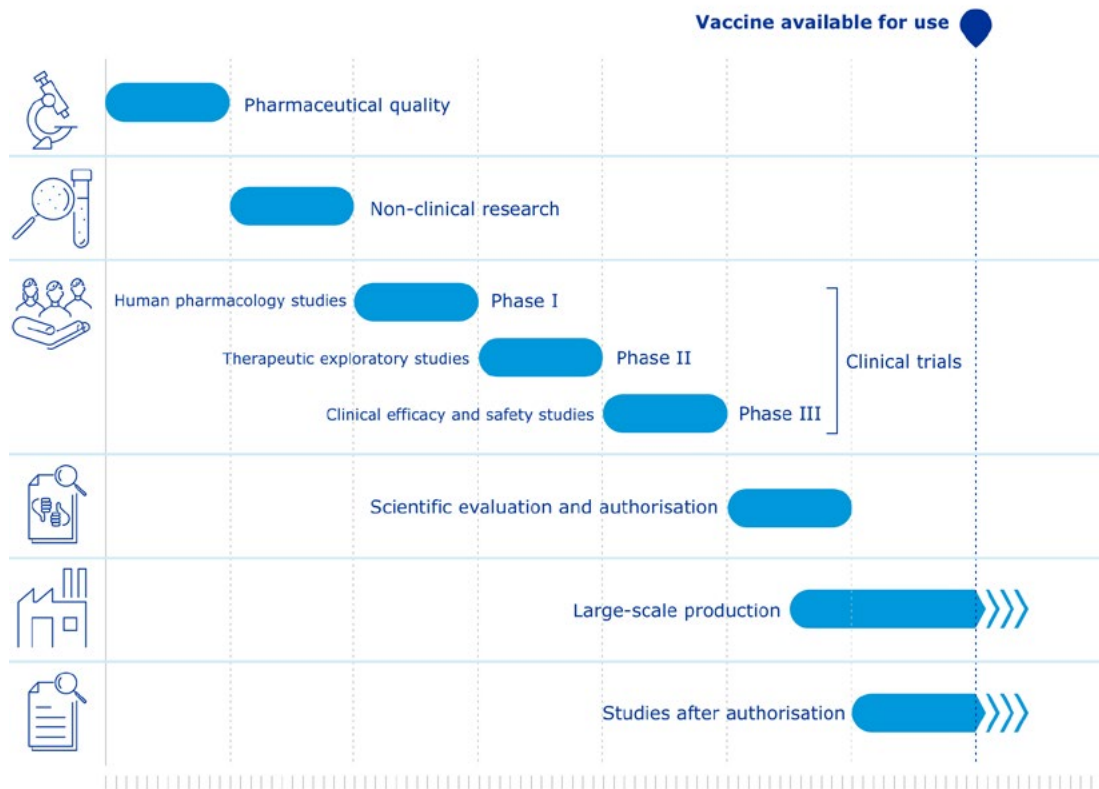 Vaccine available for use
Pharmaceutical quality
Non-clinical research
Human pharmacology studies
Phase I
Therapeutic exploratory studies
Phase II
Clinical trials
Clinical efficacy and safety studies
Phase III
Scientific evaluation and authorisation
Large-scale production
Studies after authorisation